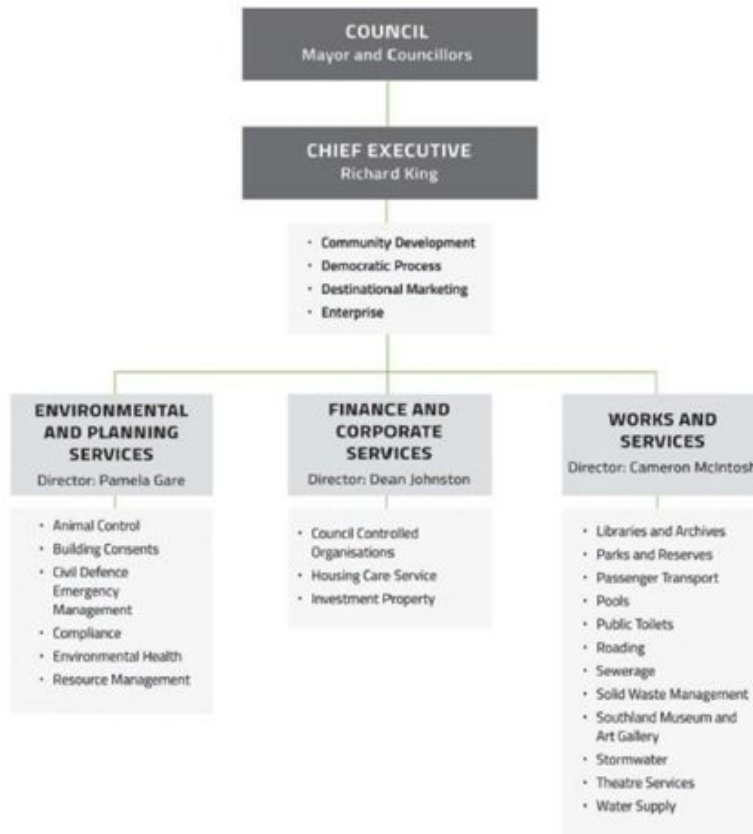 COUNCIL
Mayor and Councillors
CHIEF EXECUTIVE
Richard King
• Community Development
• Democratic Process
• Destinational Marketing
• Enterprise
ENVIRONMENTAL
AND PLANNING
SERVICES
Director: Pamela Gare
• Animal Control
• Building Consents
• Civil Defence
Emergency
Management
• Compliance
• Environmental Health
• Resource Management
FINANCE AND
CORPORATE
SERVICES
Director: Dean Johnston
• Council Controlled
Organisations
• Housing Care Service
• Investment Property
WORKS AND
SERVICES
Director: Cameron McIntosh
• Libraries and Archives
• Parks and Reserves
• Passenger Transport
• Pools
• Public Toilets
• Roading
• Sewerage
• Solid Waste Management
• Southland Museum and
Art Gallery
• Stormwater
• Theatre Services
• Water Supply